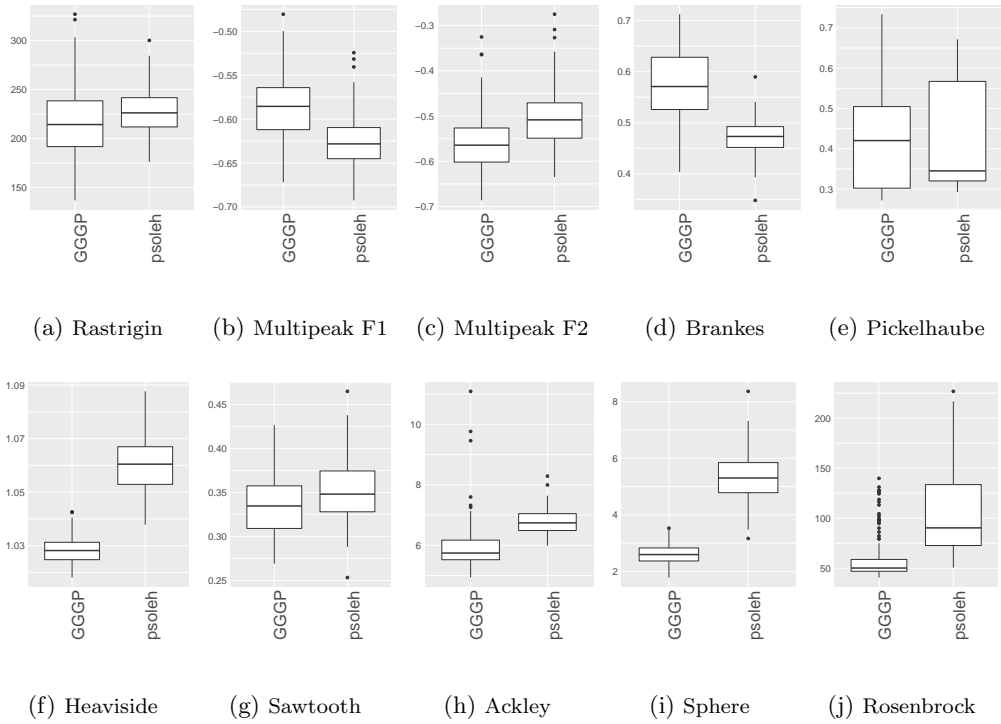 300
250
200
150
GGGP
psoleh
(a) Rastrigin
−0.50
−0.55
−0.60
−0.65
−0.70
GGGP
psoleh
(b) Multipeak F1
−0.3
−0.4
−0.5
−0.6
−0.7
GGGP
psoleh
(c) Multipeak F2
0.7
0.6
0.5
0.4
GGGP
psoleh
(d) Brankes
0.7
0.6
0.5
0.4
0.3
GGGP
psoleh
(e) Pickelhaube
1.09
1.07
1.05
1.03
GGGP
psoleh
(f) Heaviside
0.45
0.40
0.35
0.30
0.25
GGGP
psoleh
(g) Sawtooth
10
8
6
GGGP
psoleh
(h) Ackley
8
6
4
2
GGGP
psoleh
(i) Sphere
200
150
100
50
GGGP
psoleh
(j) Rosenbrock